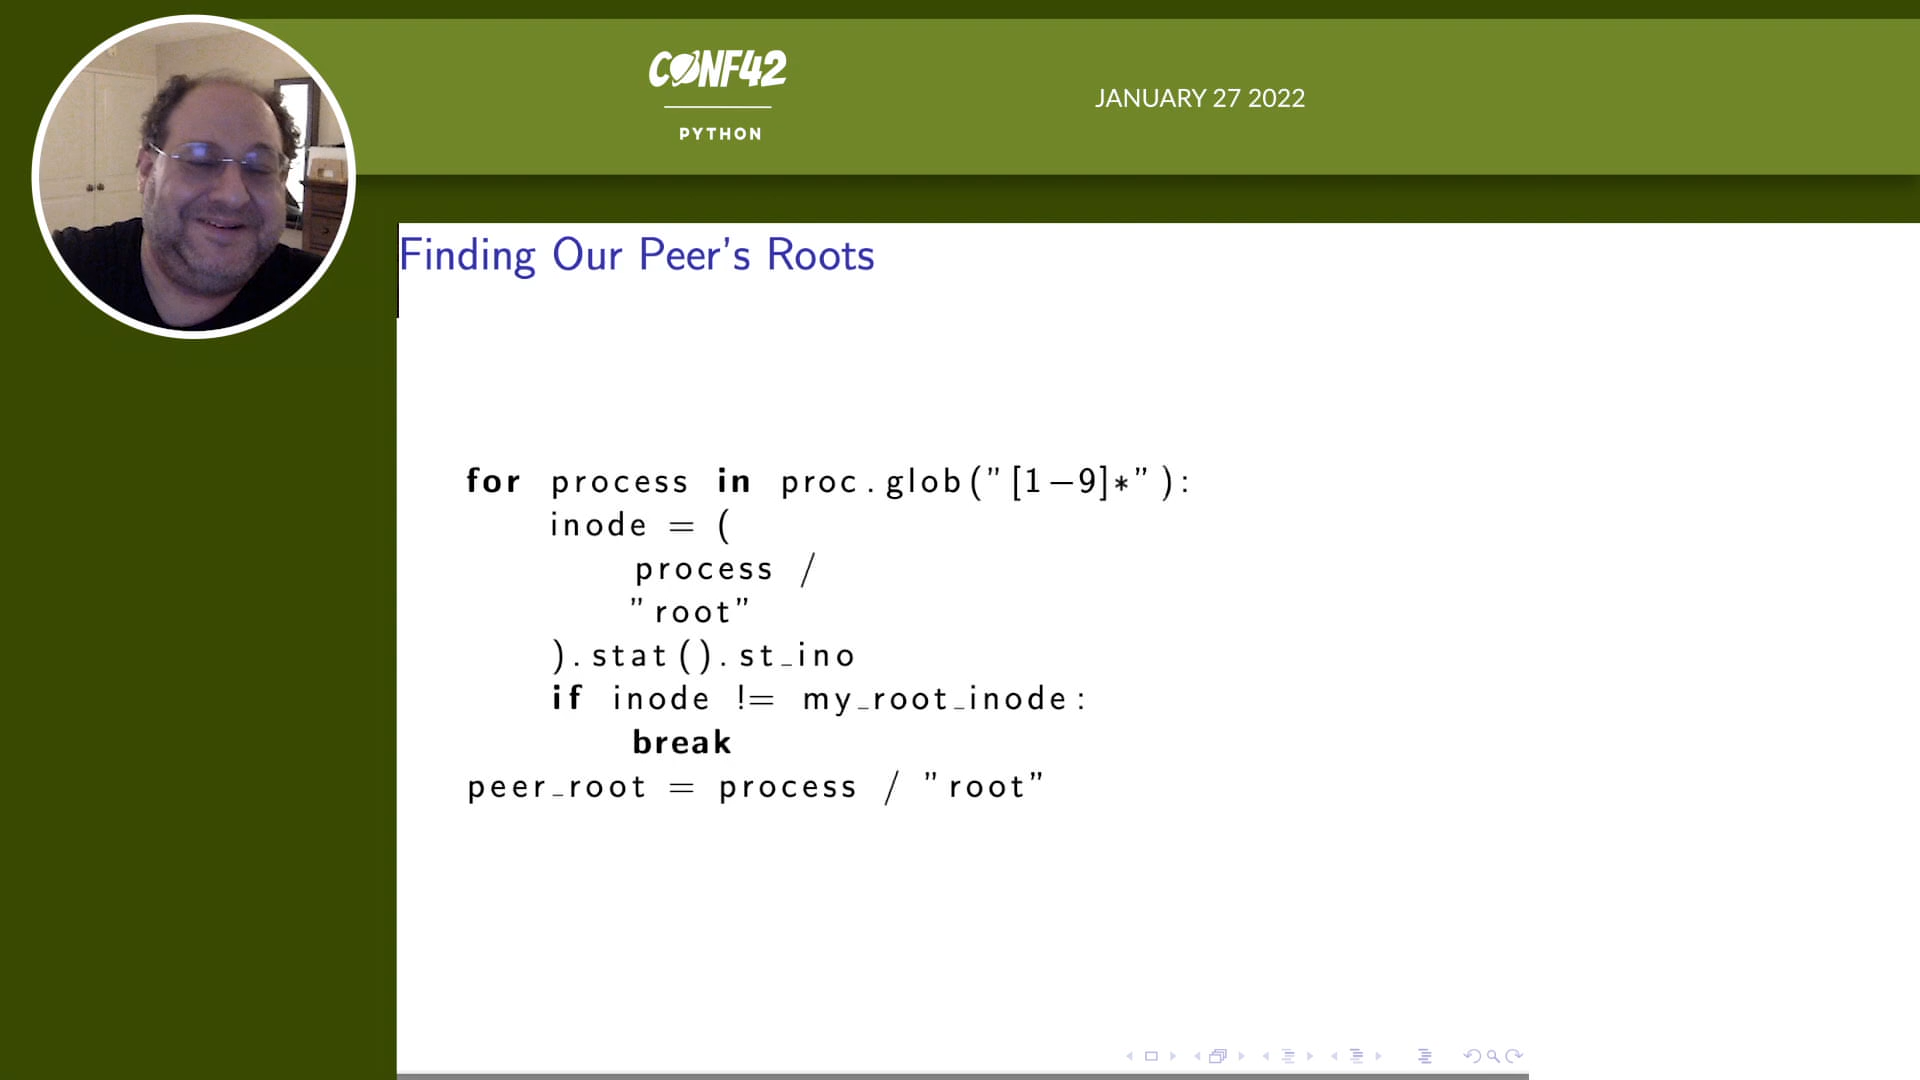 CONF42
PYTHON
JANUARY 27 2022
Finding Our Peer's Roots
for process in proc.glob("[1-9]*"):
    inode = (
        process /
        "root"
    ).stat().st_ino
    if inode != my_root_inode:
        break
peer_root = process / "root"